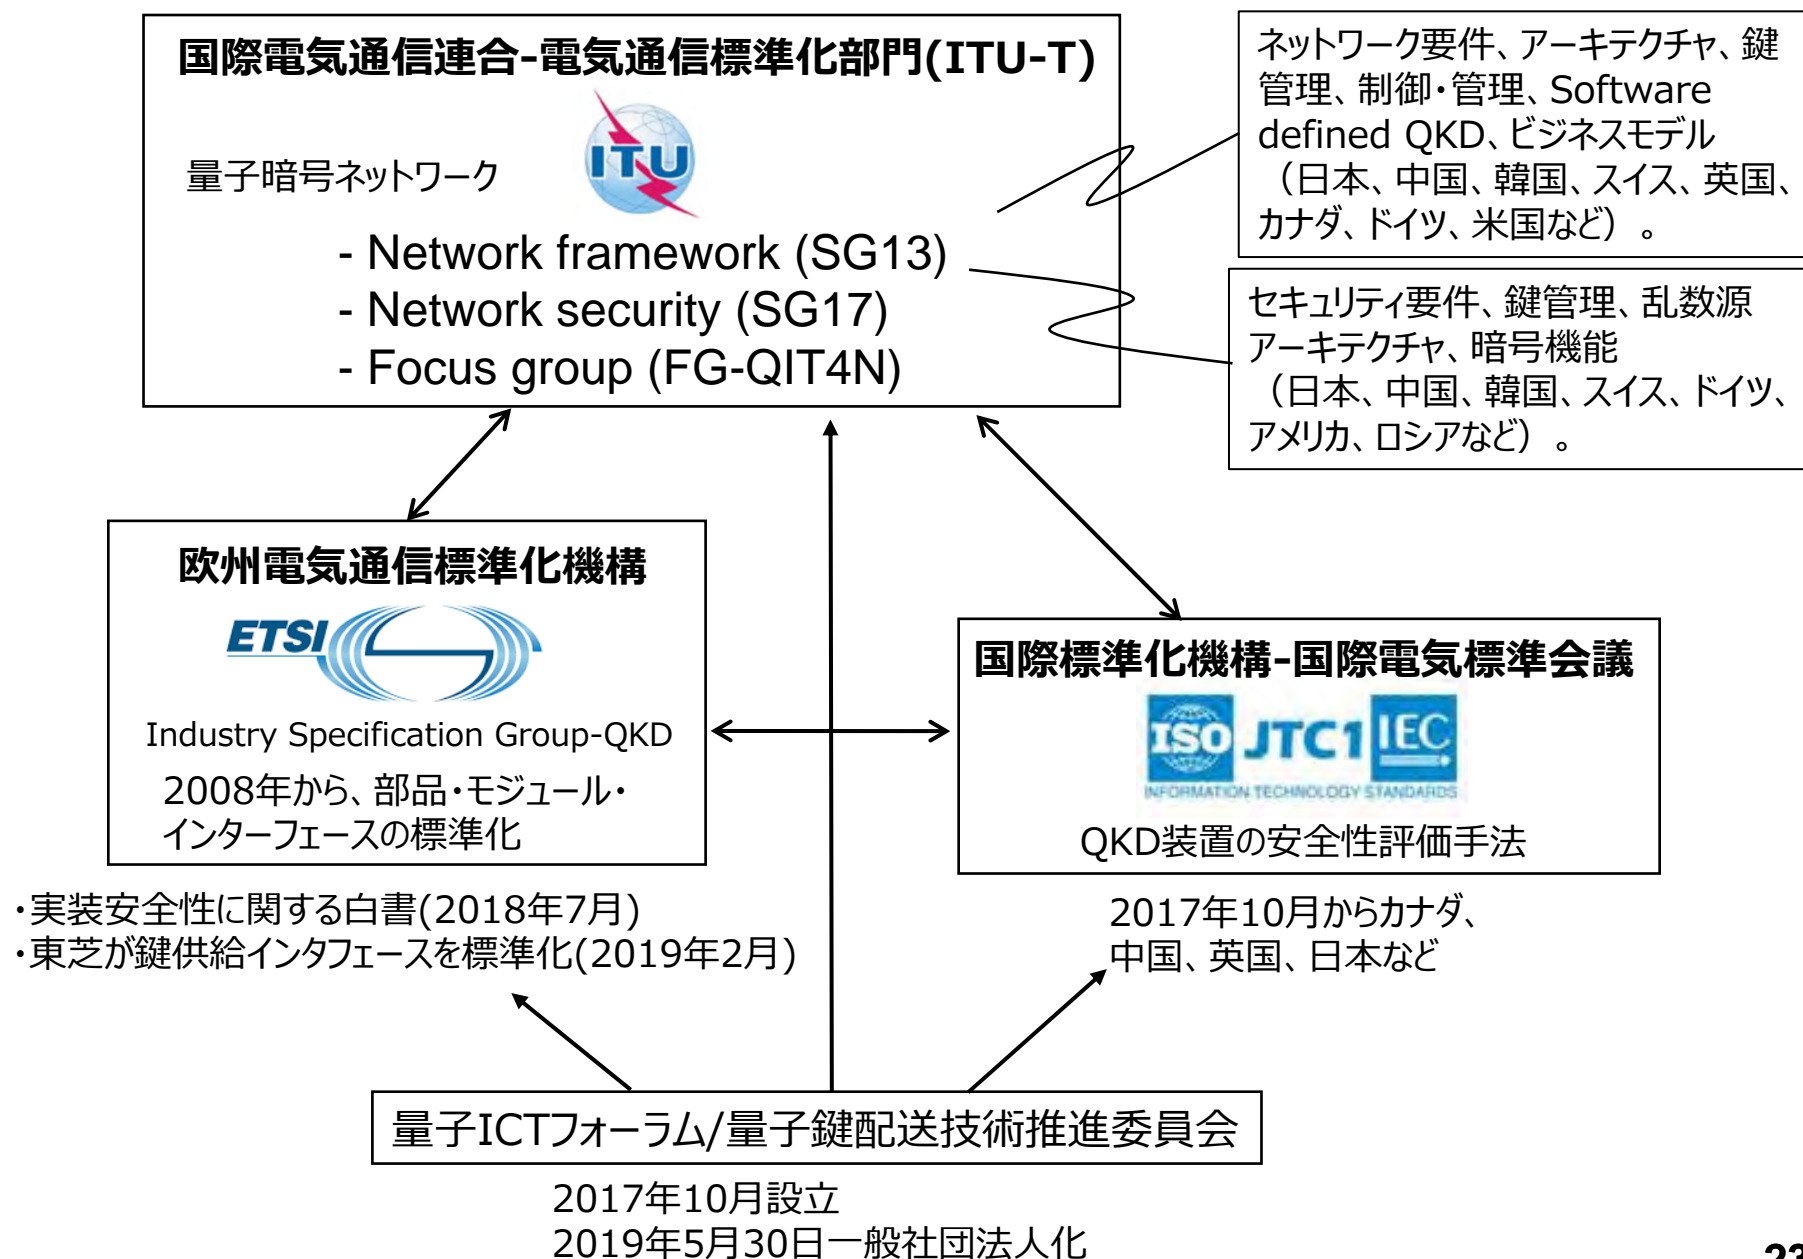 国際電気通信連合-電気通信標準化部門(ITU-T)
ITU
量子暗号ネットワーク
- Network framework (SG13)
- Network security (SG17)
- Focus group (FG-QIT4N)
ネットワーク要件、アーキテクチャ、鍵
管理、制御・管理、Software
defined QKD、ビジネスモデル
（日本、中国、韓国、スイス、英国、
カナダ、ドイツ、米国など）。
セキュリティ要件、鍵管理、乱数源
アーキテクチャ、暗号機能
（日本、中国、韓国、スイス、ドイツ、
アメリカ、ロシアなど）。
欧州電気通信標準化機構
ETSI
Industry Specification Group-QKD
2008年から、部品・モジュール・
インターフェースの標準化
・実装安全性に関する白書(2018年7月)
・東芝が鍵供給インタフェースを標準化(2019年2月)
国際標準化機構-国際電気標準会議
ISO JTC1 IEC
INFORMATION TECHNOLOGY STANDARDS
QKD装置の安全性評価手法
2017年10月からカナダ、
中国、英国、日本など
量子ICTフォーラム/量子鍵配送技術推進委員会
2017年10月設立
2019年5月30日一般社団法人化
23